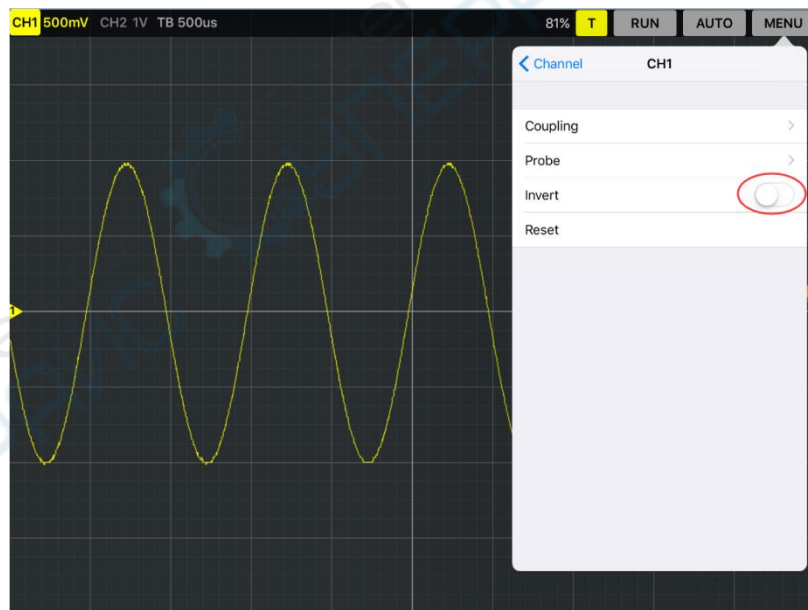 CH1 500mV CH2 1V TB 500us 81% T RUN AUTO MENU
Channel CH1
Coupling
Probe
Invert
Reset
1